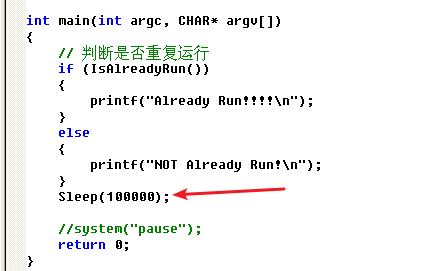 int main(int argc, CHAR* argv[])
{
// 判断是否重复运行
if (IsAlreadyRun())
{
printf("Already Run!!!!\n");
}
else
{
printf("NOT Already Run!\n");
}
Sleep(100000);
//system("pause");
return 0;
}